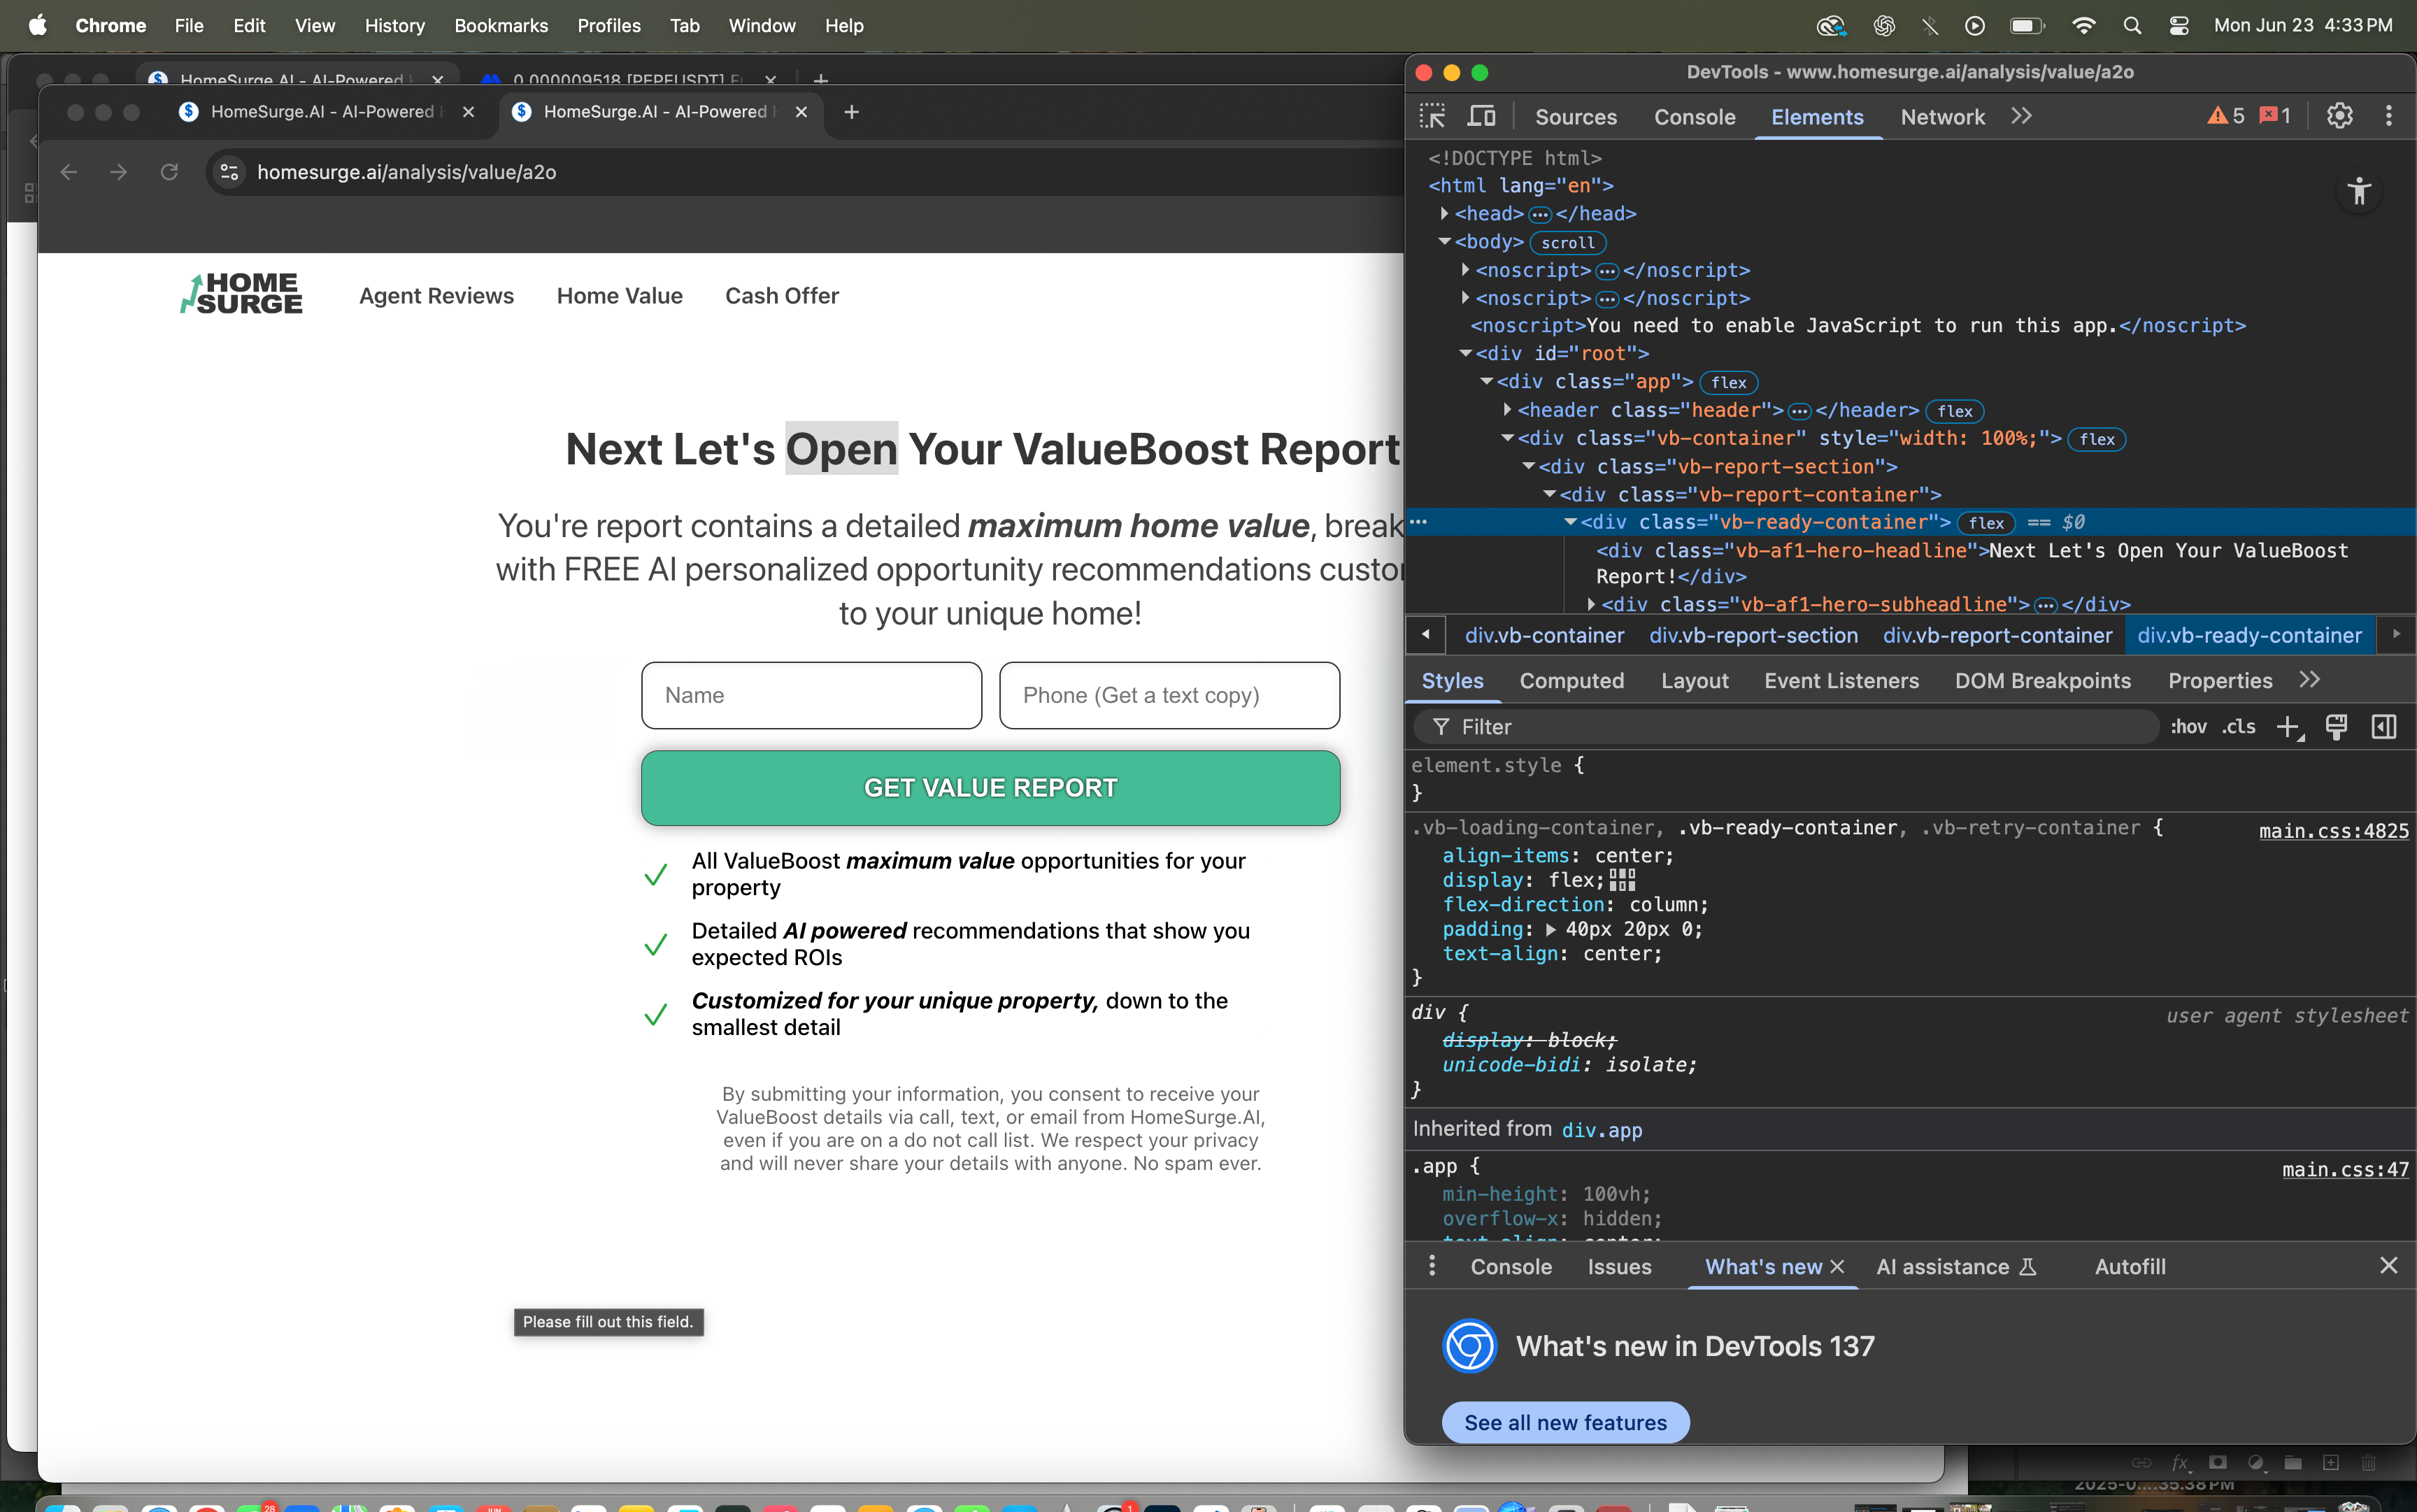 Chrome File Edit View History Bookmarks Profiles Tab Window Help
Mon Jun 23 4:33 PM
HomeSurge.AI - AI-Powered
0.000009518 [PEPEUSDT]
HomeSurge.AI - AI-Powered
HomeSurge.AI - AI-Powered
homesurge.ai/analysis/value/a2o
HOME
SURGE
Agent Reviews Home Value Cash Offer
Next Let's Open Your ValueBoost Report
You're report contains a detailed maximum home value, break
with FREE AI personalized opportunity recommendations custo
to your unique home!
Name
Phone (Get a text copy)
GET VALUE REPORT
All ValueBoost maximum value opportunities for your
property
Detailed AI powered recommendations that show you
expected ROIs
Customized for your unique property, down to the
smallest detail
By submitting your information, you consent to receive your
ValueBoost details via call, text, or email from HomeSurge.AI,
even if you are on a do not call list. We respect your privacy
and will never share your details with anyone. No spam ever.
Please fill out this field.
DevTools - www.homesurge.ai/analysis/value/a2o
Sources Console Elements Network 5 1
<!DOCTYPE html>
<html lang="en">
<head> </head>
<body> scroll
<noscript> </noscript>
<noscript> </noscript>
<noscript>You need to enable JavaScript to run this app.</noscript>
<div id="root">
<div class="app"> flex
<header class="header"> </header> flex
<div class="vb-container" style="width: 100%;"> flex
<div class="vb-report-section">
<div class="vb-report-container">
<div class="vb-ready-container"> flex == $0
<div class="vb-af1-hero-headline">Next Let's Open Your ValueBoost
Report!</div>
<div class="vb-af1-hero-subheadline"> </div>
div.vb-container div.vb-report-section div.vb-report-container div.vb-ready-container
Styles Computed Layout Event Listeners DOM Breakpoints Properties
Filter
:hov .cls
element.style {
}
.vb-loading-container, .vb-ready-container, .vb-retry-container {
main.css:4825
align-items: center;
display: flex;
flex-direction: column;
padding: 40px 20px 0;
text-align: center;
}
div {
user agent stylesheet
display: block;
unicode-bidi: isolate;
}
Inherited from div.app
.app {
main.css:47
min-height: 100vh;
overflow-x: hidden;
text-align: center;
Console Issues What's new AI assistance Autofill
What's new in DevTools 137
See all new features
fx
2025-0....35.38 PM
28
JUN
1